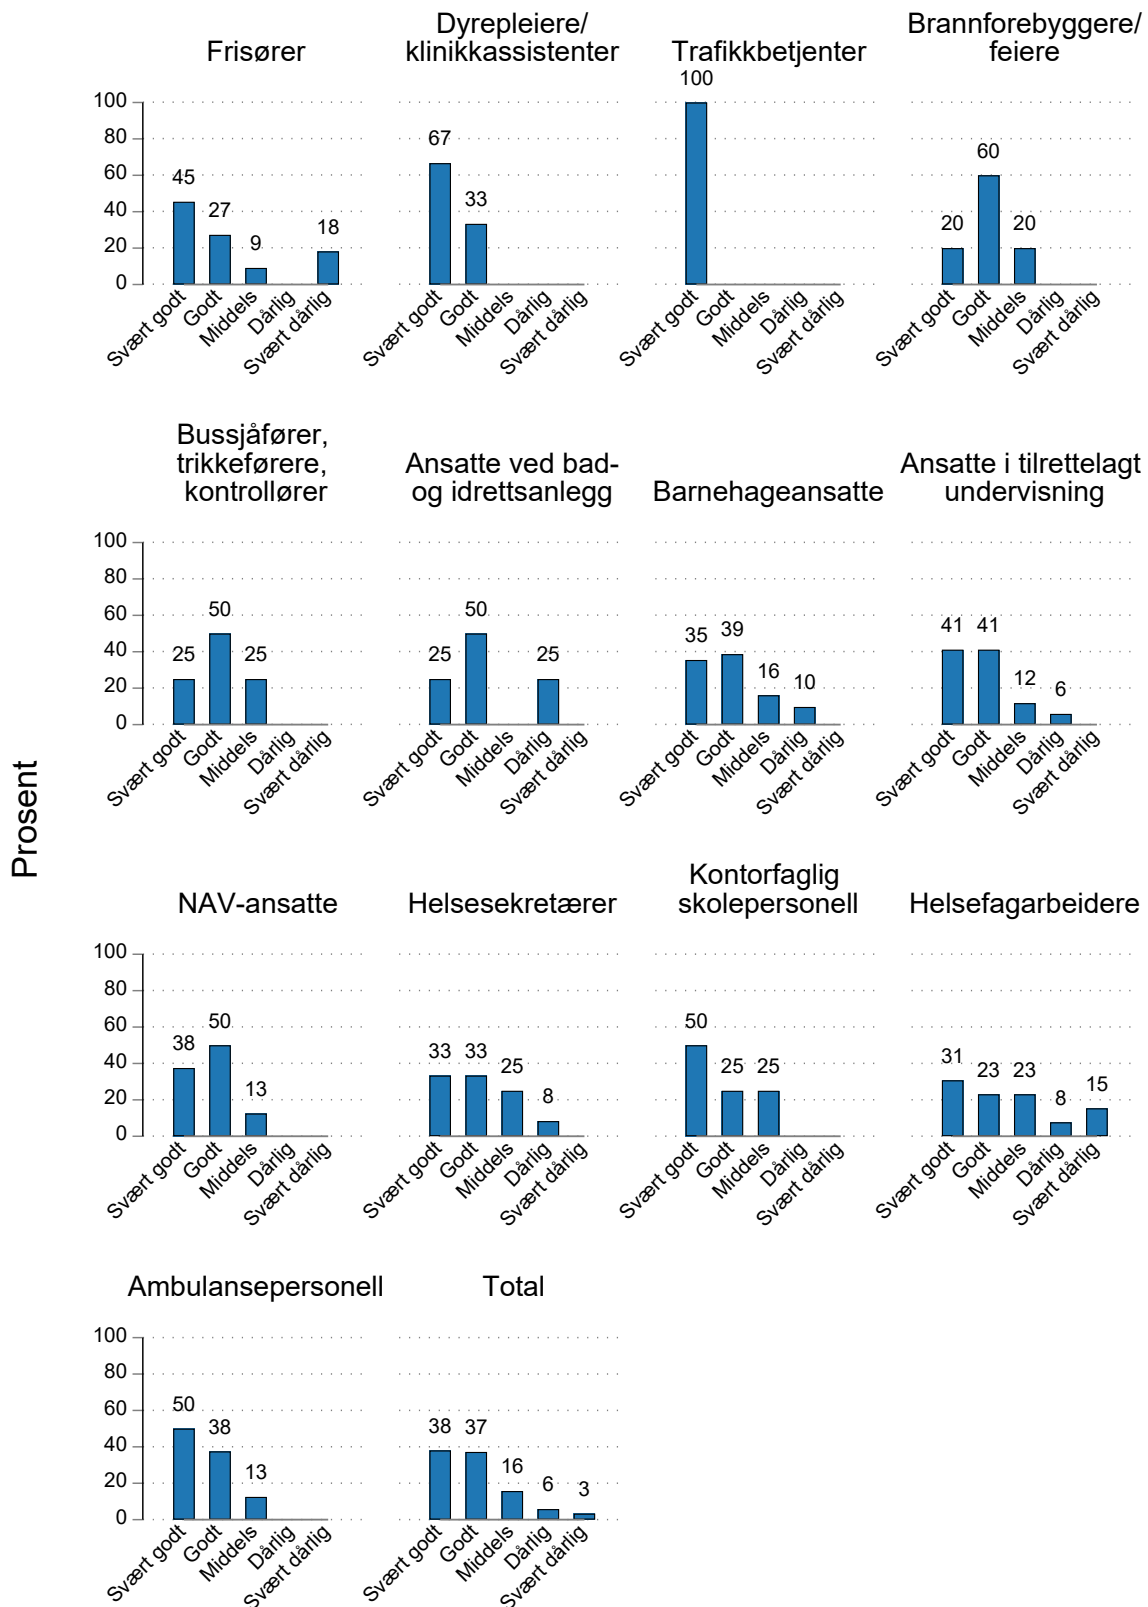 Prosent
Frisører
100
80
60
40
20
0
45
27
9
18
Svært godt
Godt
Middels
Dårlig
Svært dårlig
Dyrepleiere/
klinikkassistenter
67
33
Svært godt
Godt
Middels
Dårlig
Svært dårlig
Trafikkbetjenter
100
Svært godt
Godt
Middels
Dårlig
Svært dårlig
Brannforebyggere/
feiere
20
60
20
Svært godt
Godt
Middels
Dårlig
Svært dårlig
Bussjåfører,
trikkeførere,
kontrollører
100
80
60
40
20
0
25
50
25
Svært godt
Godt
Middels
Dårlig
Svært dårlig
Ansatte ved bad-
og idrettsanlegg
25
50
25
Svært godt
Godt
Middels
Dårlig
Svært dårlig
Barnehageansatte
35
39
16
10
Svært godt
Godt
Middels
Dårlig
Svært dårlig
Ansatte i tilrettelagt
undervisning
41
41
12
6
Svært godt
Godt
Middels
Dårlig
Svært dårlig
NAV-ansatte
100
80
60
40
20
0
38
50
13
Svært godt
Godt
Middels
Dårlig
Svært dårlig
Helsesekretærer
33
33
25
8
Svært godt
Godt
Middels
Dårlig
Svært dårlig
Kontorfaglig
skolepersonell
50
25
25
Svært godt
Godt
Middels
Dårlig
Svært dårlig
Helsefagarbeidere
31
23
23
8
15
Svært godt
Godt
Middels
Dårlig
Svært dårlig
Ambulansepersonell
100
80
60
40
20
0
50
38
13
Svært godt
Godt
Middels
Dårlig
Svært dårlig
Total
38
37
16
6
3
Svært godt
Godt
Middels
Dårlig
Svært dårlig